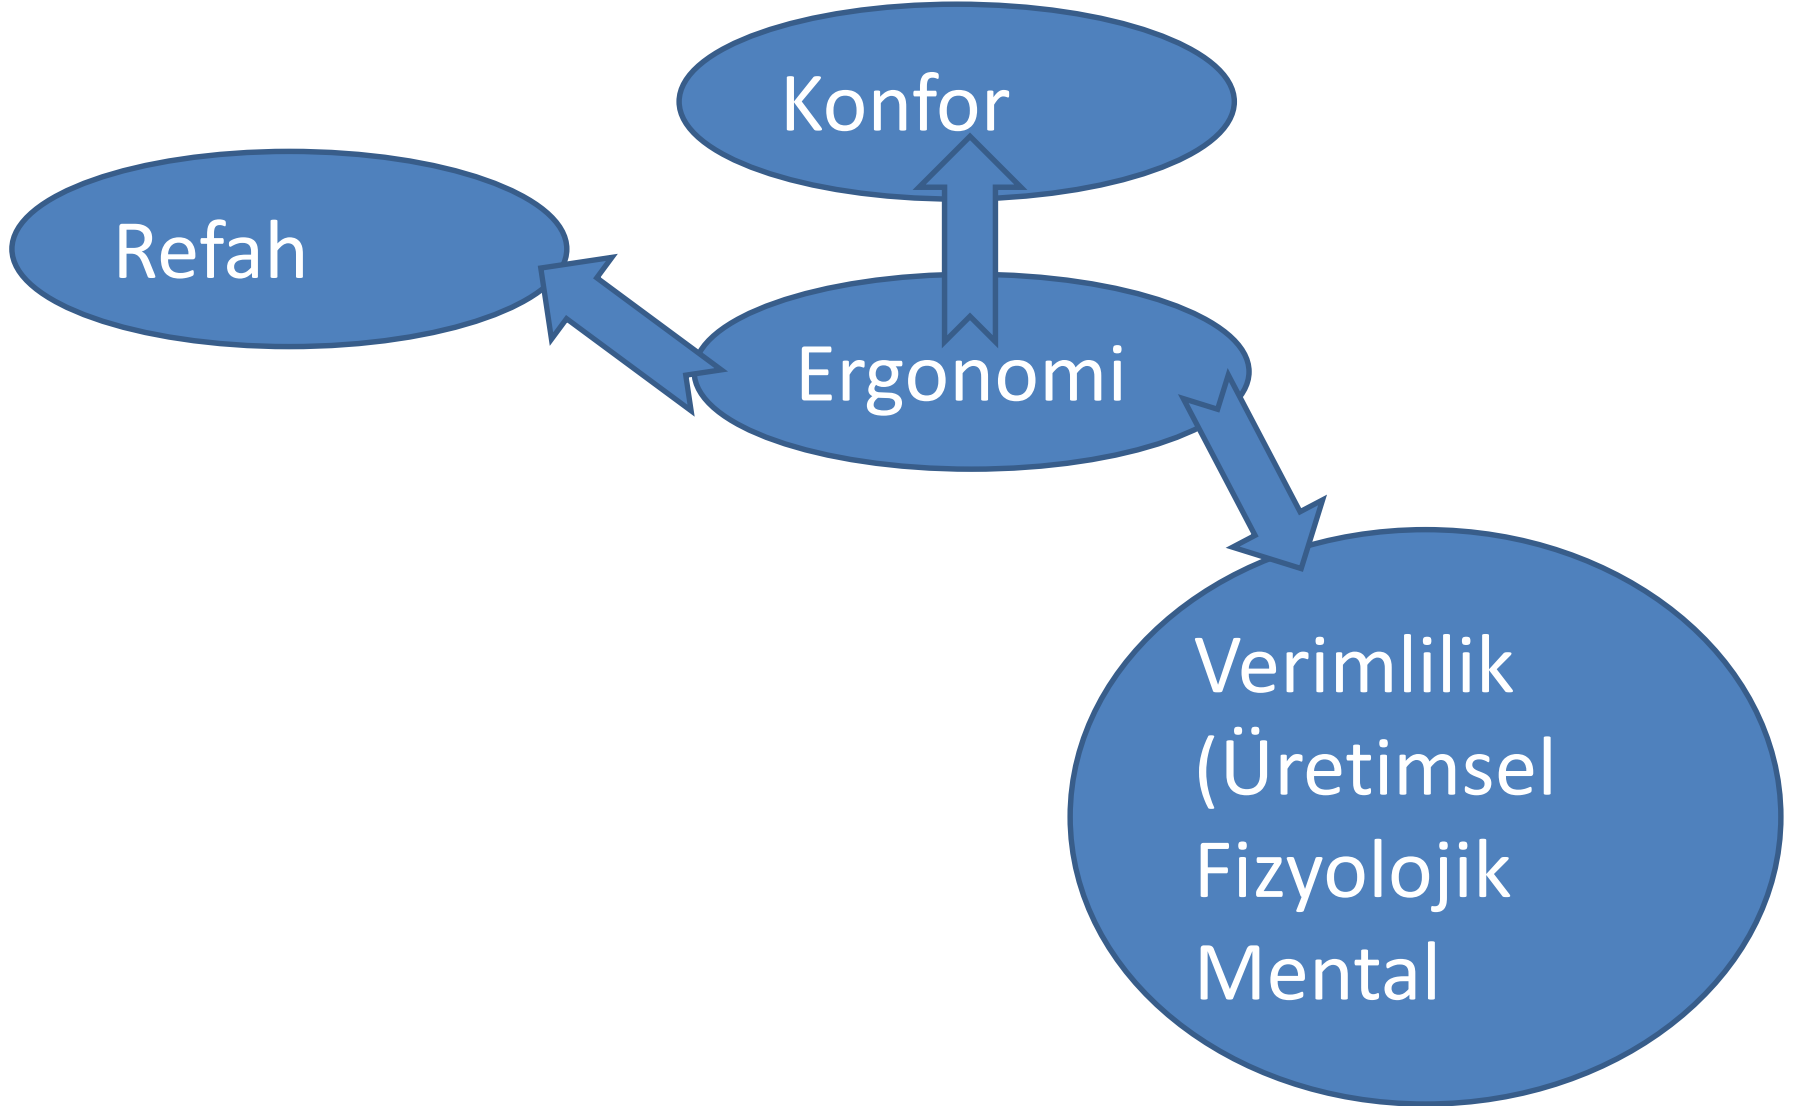 Konfor
Refah
Ergonomi
Verimlilik
(Üretimsel
Fizyolojik
Mental